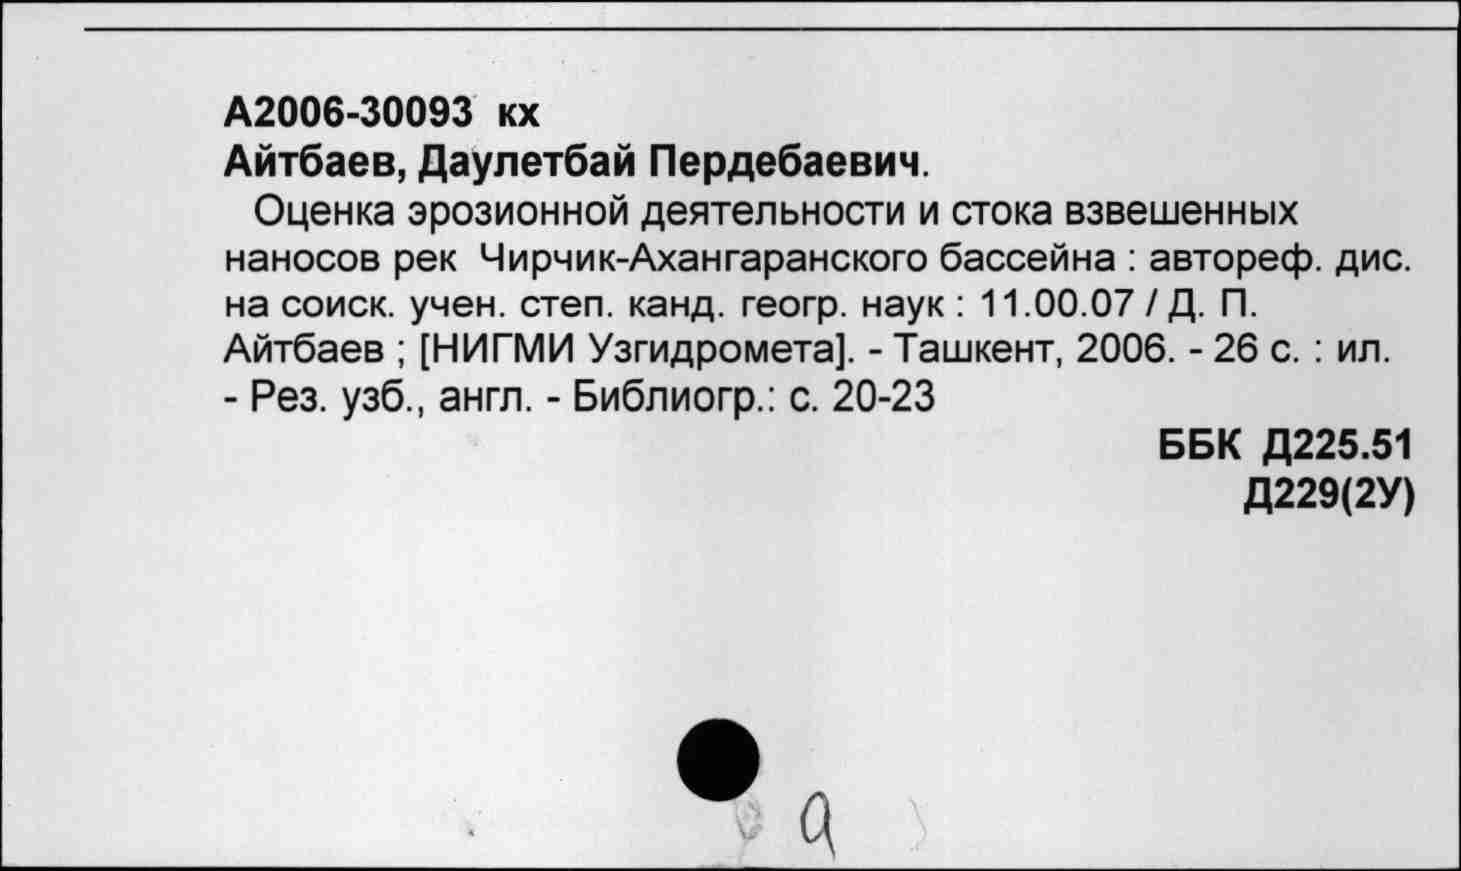 А2006-30093 кх
Айтбаев, Даулетбай Пердебаевич.
Оценка эрозионной деятельности и стока взвешенных
наносов рек Чирчик-Ахангаранского бассейна : автореф. дис.
на соиск. учен. степ. канд. геогр. наук : 11.00.07 / Д. П.
Айтбаев ; [НИГМИ Узгидромета]. - Ташкент, 2006. - 26 с. : ил.
- Рез. узб., англ. - Библиогр.: с. 20-23
ББК Д225.51
Д229(2У)